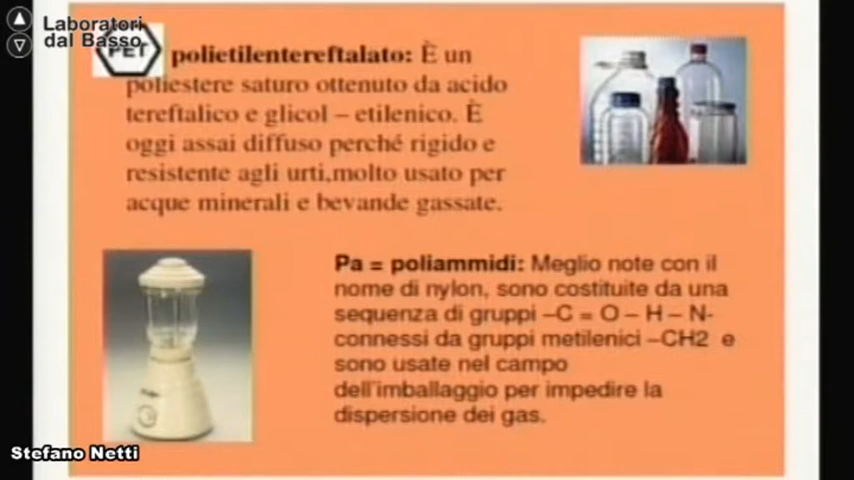 Laboratori
dal Basso
PET
polietilentereftalato: È un
poliestere saturo ottenuto da acido
tereftalico e glicol – etilenico. È
oggi assai diffuso perché rigido e
resistente agli urti,molto usato per
acque minerali e bevande gassate.
Pa = poliammidi: Meglio note con il
nome di nylon, sono costituite da una
sequenza di gruppi –C = O – H – N-
connessi da gruppi metilenici –CH2 e
sono usate nel campo
dell'imballaggio per impedire la
dispersione dei gas.
Stefano Netti